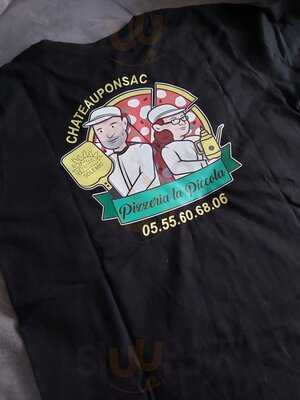 CHATEAUPONSAC
Pizzeria la Piccola
05.55.60.68.06